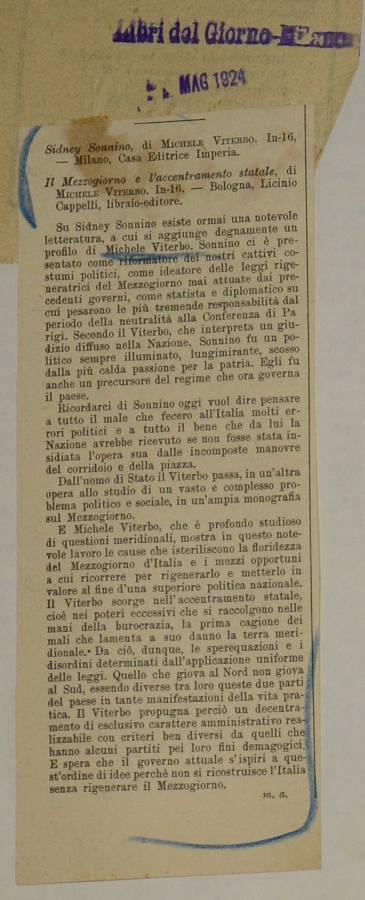 Libri del Giorno - Milano
MAG 1924
Sidney Sonnino, di MICHELE VITERBO. In-16,
— Milano, Casa Editrice Imperia.
Il Mezzogiorno e l'accentramento statale, di
MICHELE VITERBO. In-16. — Bologna, Licinio
Cappelli, libraio-editore.
Su Sidney Sonnino esiste ormai una notevole
letteratura, a cui si aggiunge degnamente un
profilo di Michele Viterbo. Sonnino ci è pre-
sentato come riformatore dei nostri cattivi co-
stumi politici, come ideatore delle leggi rige-
neratrici del Mezzogiorno mai attuate dai pre-
cedenti governi, come statista e diplomatico su
cui pesarono le più tremende responsabilità dal
periodo della neutralità alla Conferenza di Pa
rigi. Secondo il Viterbo, che interpreta un giu-
dizio diffuso nella Nazione, Sonnino fu un po-
litico sempre illuminato, lungimirante, scosso
dalla più calda passione per la patria. Egli fu
anche un precursore del regime che ora governa
il paese.
Ricordarci di Sonnino oggi vuol dire pensare
a tutto il male che fecero all'Italia molti er-
rori politici e a tutto il bene che da lui la
Nazione avrebbe ricevuto se non fosse stata in-
sidiata l'opera sua dalle incomposte manovre
del corridoio e della piazza.
Dall'uomo di Stato il Viterbo passa, in un'altra
opera allo studio di un vasto e complesso pro-
blema politico e sociale, in un'ampia monografia
sul Mezzogiorno.
E Michele Viterbo, che è profondo studioso
di questioni meridionali, mostra in questo note-
vole lavoro le cause che isteriliscono la floridezza
del Mezzogiorno d'Italia e i mezzi opportuni
a cui ricorrere per rigenerarlo e metterlo in
valore al fine d'una superiore politica nazionale.
Il Viterbo scorge nell'accentramento statale,
cioè nei poteri eccessivi che si raccolgono nelle
mani della burocrazia, la prima cagione dei
mali che lamenta a suo danno la terra meri-
dionale. Da ciò, dunque, le sperequazioni e i
disordini determinati dall'applicazione uniforme
delle leggi. Quello che giova al Nord non giova
al Sud, essendo diverse tra loro queste due parti
del paese in tante manifestazioni della vita pra-
tica. Il Viterbo propugna perciò un decentra-
mento di esclusivo carattere amministrativo rea-
lizzabile con criteri ben diversi da quelli che
hanno alcuni partiti pei loro fini demagogici
E spera che il governo attuale s'ispiri a que-
st'ordine di idee perchè non si ricostruisce l'Italia
senza rigenerare il Mezzogiorno.
m. a.